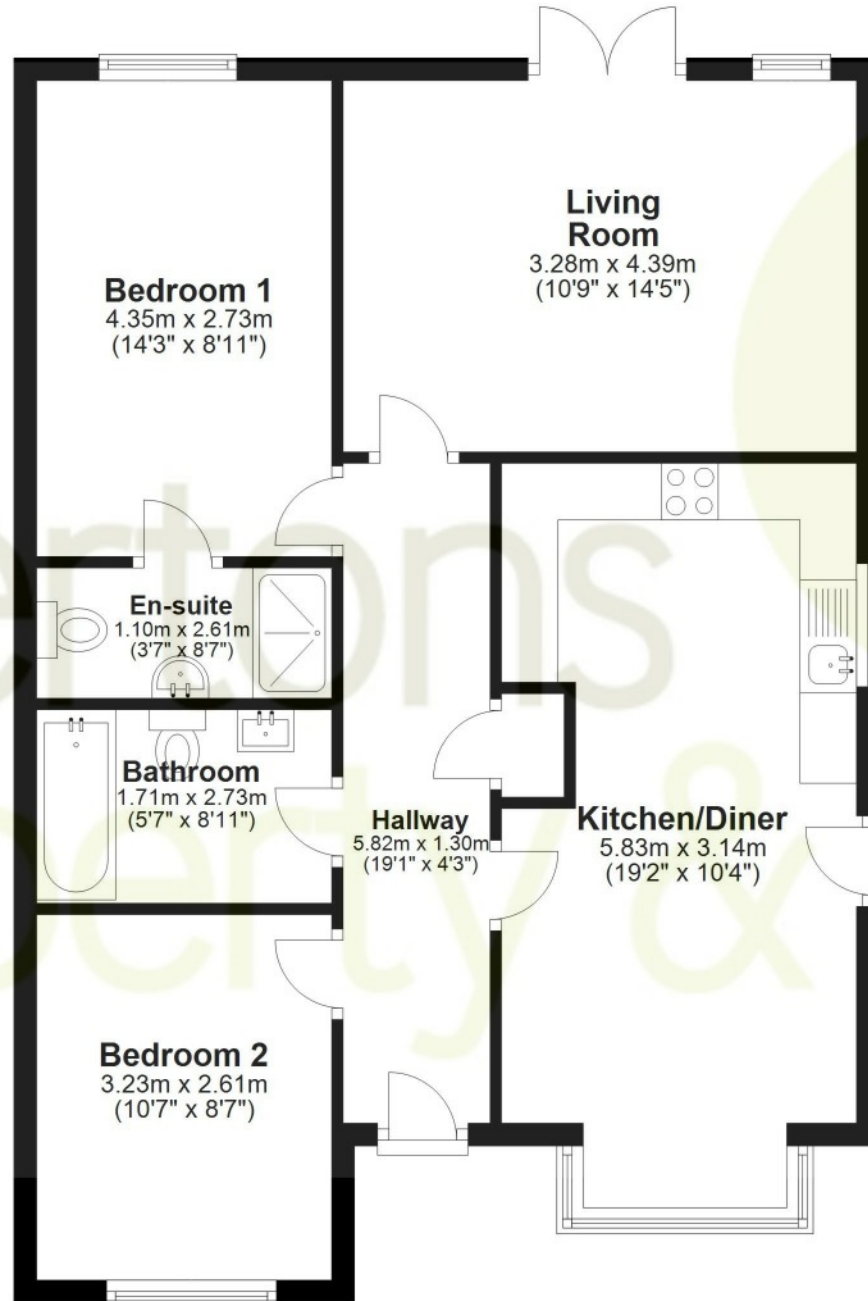 Living
Room
3.28m x 4.39m
(10'9" x 14'5")
Bedroom 1
4.35m x 2.73m
(14'3" x 8'11")
En-suite
1.10m x 2.61m
(3'7" x 8'7")
Bathroom
1.71m x 2.73m
(5'7" x 8'11")
Hallway
5.82m x 1.30m
(19'1" x 4'3")
Kitchen/Diner
5.83m x 3.14m
(19'2" x 10'4")
Bedroom 2
3.23m x 2.61m
(10'7" x 8'7")
ertons
perty &